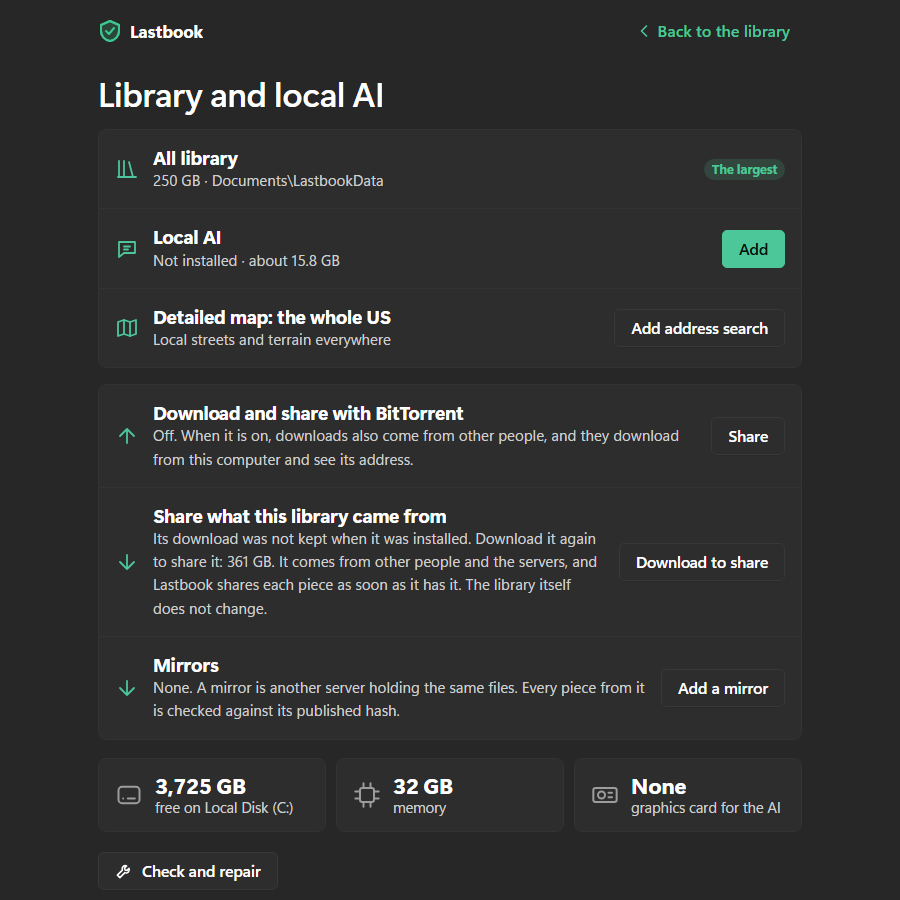 Lastbook
Back to the library
Library and local AI
All library
250 GB · Documents\LastbookData
The largest
Local AI
Not installed · about 15.8 GB
Add
Detailed map: the whole US
Local streets and terrain everywhere
Add address search
Download and share with BitTorrent
Off. When it is on, downloads also come from other people, and they download
from this computer and see its address.
Share
Share what this library came from
Its download was not kept when it was installed. Download it again
to share it: 361 GB. It comes from other people and the servers, and
Lastbook shares each piece as soon as it has it. The library itself
does not change.
Download to share
Mirrors
None. A mirror is another server holding the same files. Every piece from it
is checked against its published hash.
Add a mirror
3,725 GB
free on Local Disk (C:)
32 GB
memory
None
graphics card for the AI
Check and repair